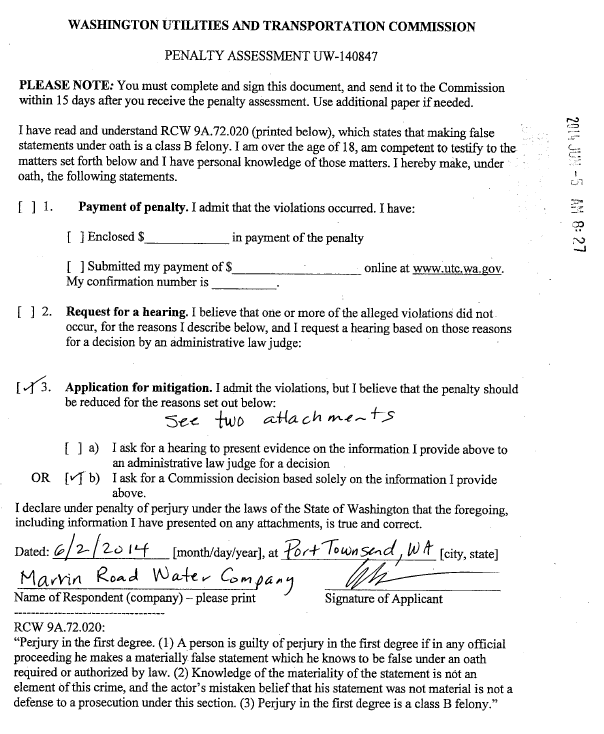 WASHINGTON UTILITIES AND TRANSPORTATION COMMISSION
PENALTY ASSESSMENT UW-140847
PLEASE NOTE: You must complete and sign this document, and send it to the Commission
within 15 days after you receive the penalty assessment. Use additional paper if needed.
I have read and understand RCW 9A.72.020 (printed below), which states that making false
statements under oath is a class B felony. I am over the age of 18, am competent to testify to the
matters set forth below and I have personal knowledge of those matters. I hereby make, under
oath, the following statements.
[ ] 1. Payment of penalty. I admit that the violations occurred. I have:
[ ] Enclosed $______________ in payment of the penalty
[ ] Submitted my payment of $______________ online at www.utc.wa.gov.
My confirmation number is __________.
[ ] 2. Request for a hearing. I believe that one or more of the alleged violations did not
occur, for the reasons I describe below, and I request a hearing based on those reasons
for a decision by an administrative law judge:
[✓] 3. Application for mitigation. I admit the violations, but I believe that the penalty should
be reduced for the reasons set out below:
See two attachments
[ ] a) I ask for a hearing to present evidence on the information I provide above to
an administrative law judge for a decision
OR [✓] b) I ask for a Commission decision based solely on the information I provide
above.
I declare under penalty of perjury under the laws of the State of Washington that the foregoing,
including information I have presented on any attachments, is true and correct.
Dated: 6/2/2014 [month/day/year], at Port Townsend, WA [city, state]
Marvin Road Water Company
Name of Respondent (company) – please print Signature of Applicant
------------------------------------
RCW 9A.72.020:
“Perjury in the first degree. (1) A person is guilty of perjury in the first degree if in any official
proceeding he makes a materially false statement which he knows to be false under an oath
required or authorized by law. (2) Knowledge of the materiality of the statement is not an
element of this crime, and the actor’s mistaken belief that his statement was not material is not a
defense to a prosecution under this section. (3) Perjury in the first degree is a class B felony.”
2014 JUN -5 AM 8: 27